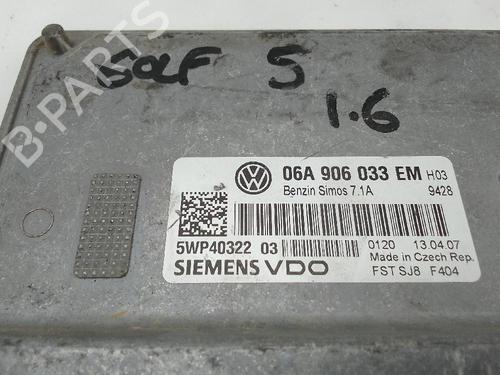 GOLF 5
1.6
B-PARTS
06A 906 033 EM H03
Benzin Simos 7.1A 9428
5WP40322 03 0120 13.04.07
Made in Czech Rep.
SIEMENS VDO FST SJ8 F404